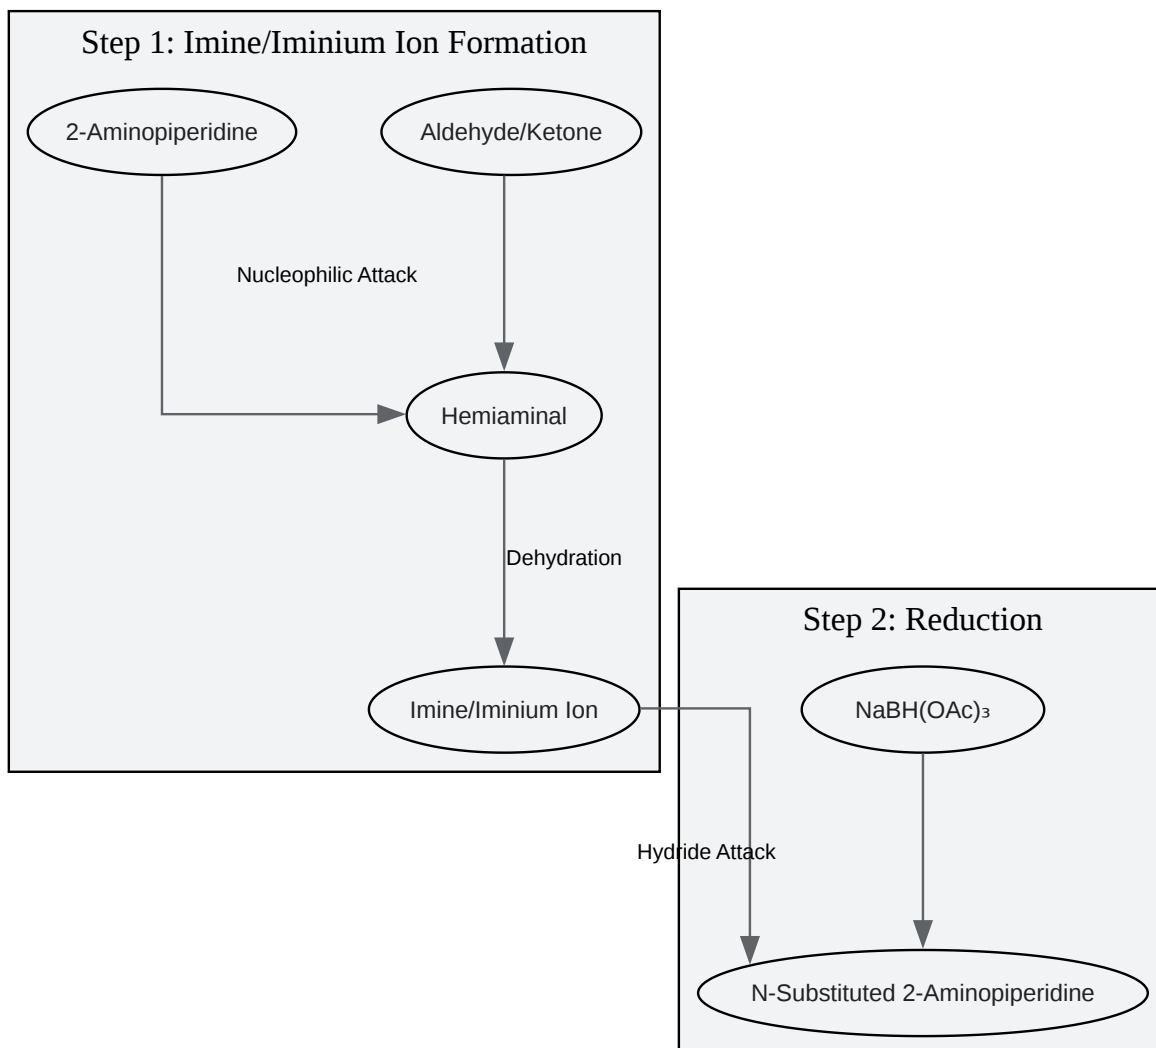 Step 1: Imine/Iminium Ion Formation
2-Aminopiperidine
Aldehyde/Ketone
Nucleophilic Attack
Hemiaminal
Dehydration
Imine/Iminium Ion
Step 2: Reduction
NaBH(OAc)₃
Hydride Attack
N-Substituted 2-Aminopiperidine